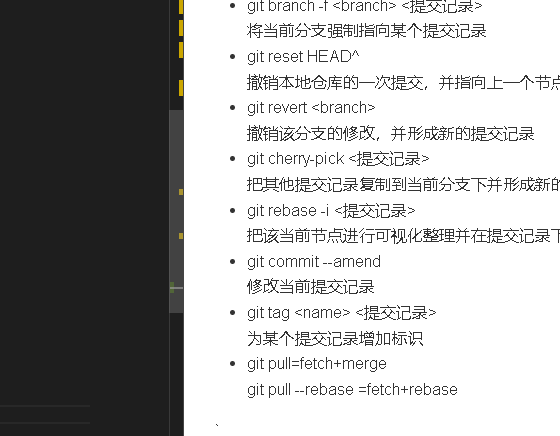 git branch -f <branch> <提交记录>
将当前分支强制指向某个提交记录
git reset HEAD^
撤销本地仓库的一次提交，并指向上一个节点
git revert <branch>
撤销该分支的修改，并形成新的提交记录
git cherry-pick <提交记录>
把其他提交记录复制到当前分支下并形成新的
git rebase -i <提交记录>
把该当前节点进行可视化整理并在提交记录下
git commit --amend
修改当前提交记录
git tag <name> <提交记录>
为某个提交记录增加标识
git pull=fetch+merge
git pull --rebase =fetch+rebase
`